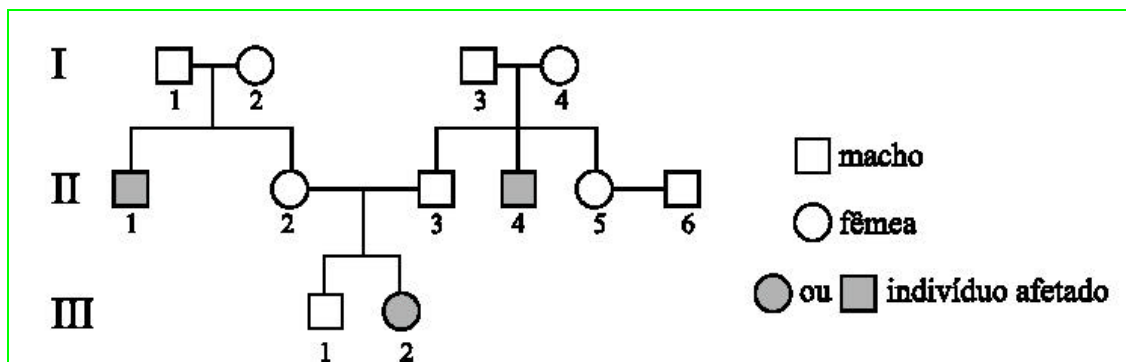 I
1 2 3 4
macho
II
1 2 3 4 5 6
fêmea
ou indivíduo afetado
III
1 2